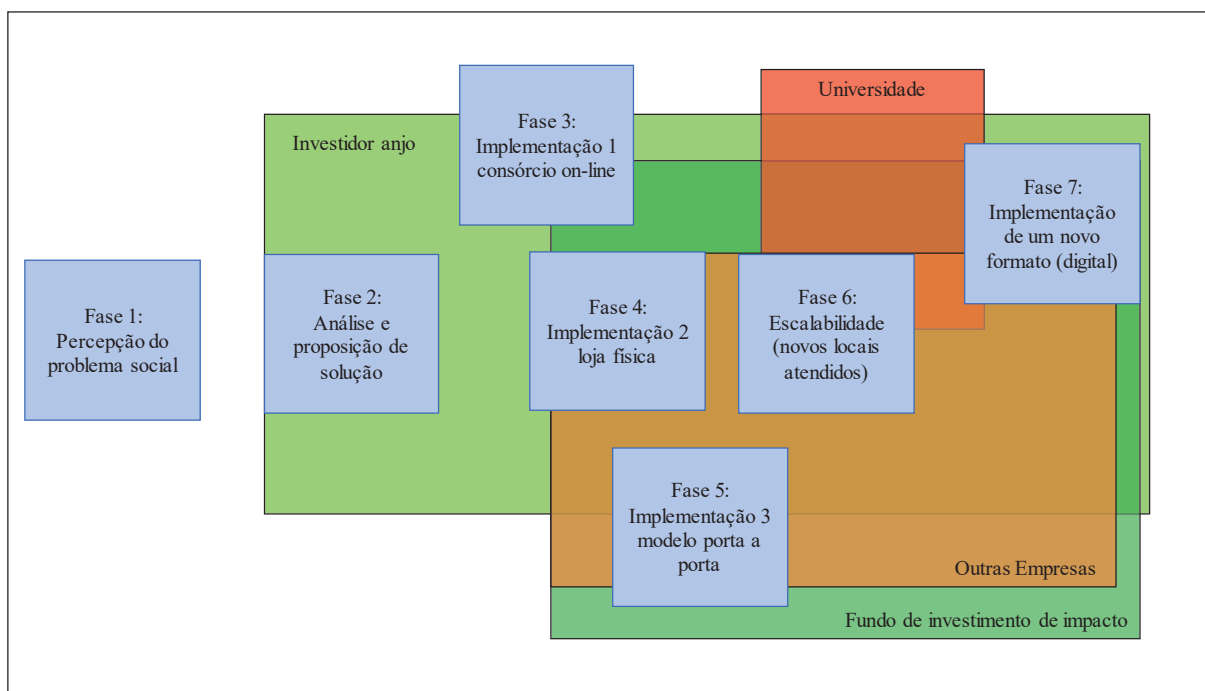 Universidade
Investidor anjo
Fase 1:
Percepção do
problema social
Fase 2:
Análise e
proposição de
solução
Fase 3:
Implementação 1
consórcio on-line
Fase 4:
Implementação 2
loja física
Fase 5:
Implementação 3
modelo porta a
porta
Fase 6:
Escalabilidade
(novos locais
atendidos)
Fase 7:
Implementação
de um novo
formato (digital)
Outras Empresas
Fundo de investimento de impacto